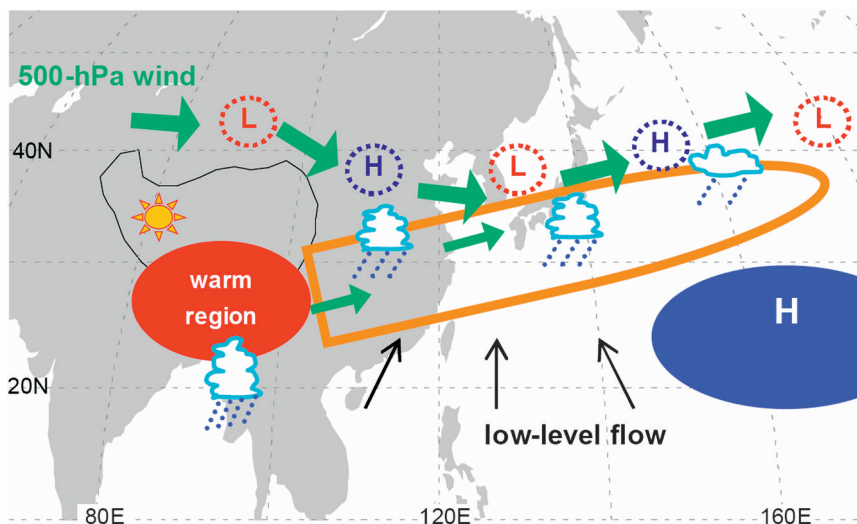 500-hPa wind
L
L
H
H
L
40N
warm
region
H
20N
low-level flow
80E
120E
160E